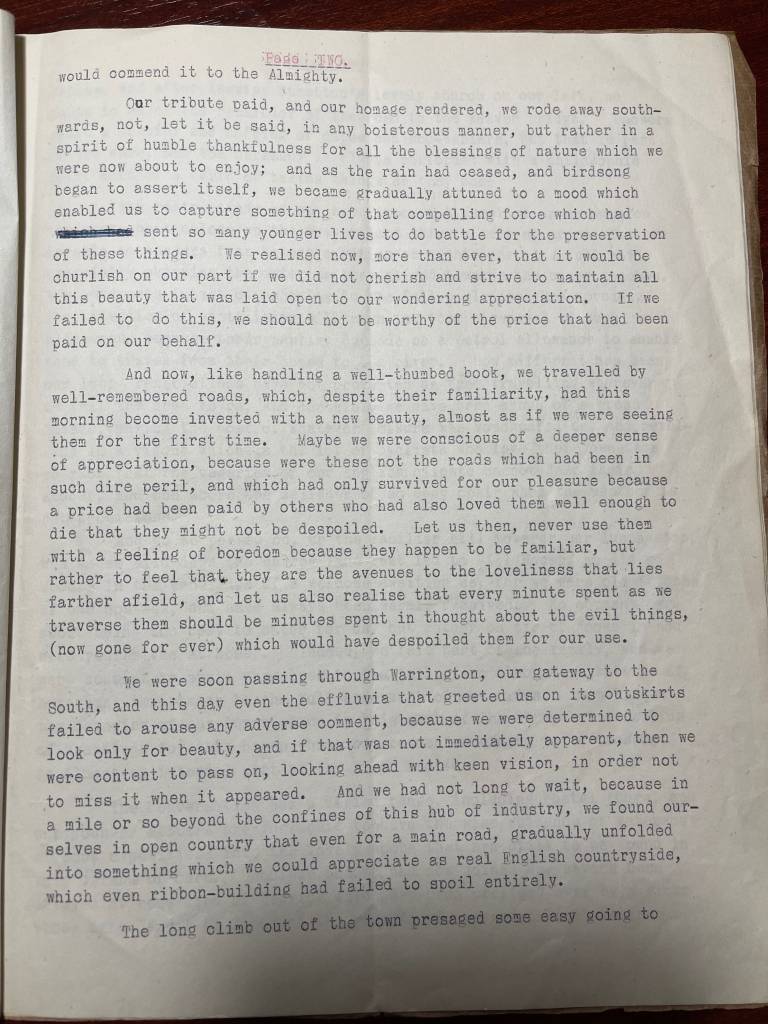 Page TWO.
would commend it to the Almighty.
Our tribute paid, and our homage rendered, we rode away south-
wards, not, let it be said, in any boisterous manner, but rather in a
spirit of humble thankfulness for all the blessings of nature which we
were now about to enjoy; and as the rain had ceased, and birdsong
began to assert itself, we became gradually attuned to a mood which
enabled us to capture something of that compelling force which had
which had sent so many younger lives to do battle for the preservation
of these things. We realised now, more than ever, that it would be
churlish on our part if we did not cherish and strive to maintain all
this beauty that was laid open to our wondering appreciation. If we
failed to do this, we should not be worthy of the price that had been
paid on our behalf.
And now, like handling a well-thumbed book, we travelled by
well-remembered roads, which, despite their familiarity, had this
morning become invested with a new beauty, almost as if we were seeing
them for the first time. Maybe we were conscious of a deeper sense
of appreciation, because were these not the roads which had been in
such dire peril, and which had only survived for our pleasure because
a price had been paid by others who had also loved them well enough to
die that they might not be despoiled. Let us then, never use them
with a feeling of boredom because they happen to be familiar, but
rather to feel that they are the avenues to the loveliness that lies
farther afield, and let us also realise that every minute spent as we
traverse them should be minutes spent in thought about the evil things,
(now gone for ever) which would have despoiled them for our use.
We were soon passing through Warrington, our gateway to the
South, and this day even the effluvia that greeted us on its outskirts
failed to arouse any adverse comment, because we were determined to
look only for beauty, and if that was not immediately apparent, then we
were content to pass on, looking ahead with keen vision, in order not
to miss it when it appeared. And we had not long to wait, because in
a mile or so beyond the confines of this hub of industry, we found our-
selves in open country that even for a main road, gradually unfolded
into something which we could appreciate as real English countryside,
which even ribbon-building had failed to spoil entirely.
The long climb out of the town presaged some easy going to